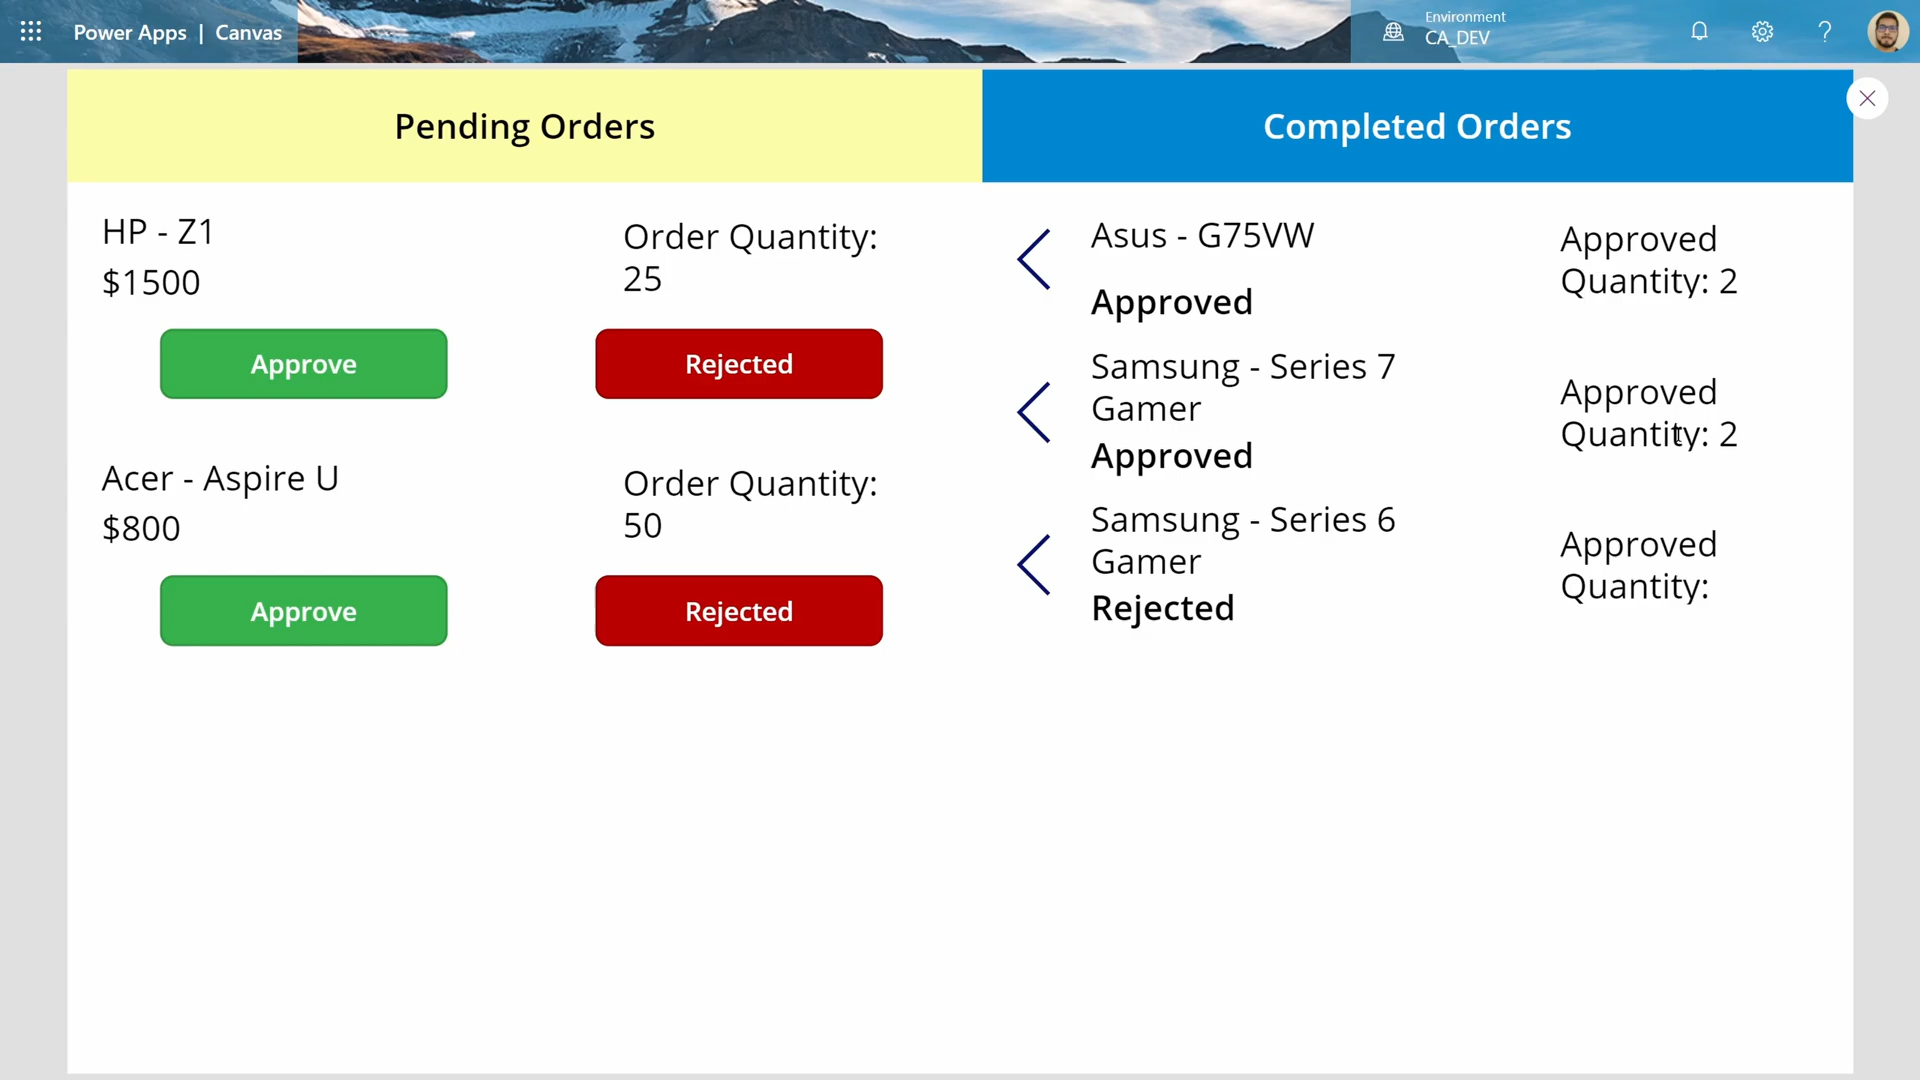 Power Apps | Canvas
Environment
CA_DEV
Pending Orders
Completed Orders
HP - Z1
$1500
Order Quantity:
25
Approve
Rejected
Acer - Aspire U
$800
Order Quantity:
50
Approve
Rejected
Asus - G75VW
Approved
Approved
Quantity: 2
Samsung - Series 7
Gamer
Approved
Approved
Quantity: 2
Samsung - Series 6
Gamer
Rejected
Approved
Quantity: